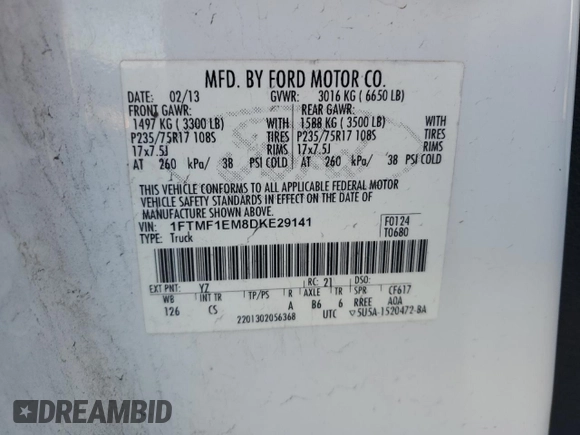 MFD. BY FORD MOTOR CO.
DATE: 02/13 GVWR: 3016 KG ( 6650 LB)
FRONT GAWR: REAR GAWR:
1497 KG ( 3300 LB) WITH 1588 KG ( 3500 LB) WITH
P235/75R17 108S TIRES P235/75R17 108S TIRES
17x7.5J RIMS 17x7.5J RIMS
AT 260 kPa/ 38 PSI COLD AT 260 kPa/ 38 PSI COLD
THIS VEHICLE CONFORMS TO ALL APPLICABLE FEDERAL MOTOR
VEHICLE SAFETY STANDARDS IN EFFECT ON THE DATE OF
MANUFACTURE SHOWN ABOVE.
VIN: 1FTMF1EM8DKE29141 F0124
TYPE: Truck T0680
EXT PNT: YZ RC: 21 DSO:
WB INT TR TP/PS R AXLE TR SPR CF617
126 CS A B6 6 RREE AOA
2201302056368 UTC 5U5A-1520472-BA
DREAMBID